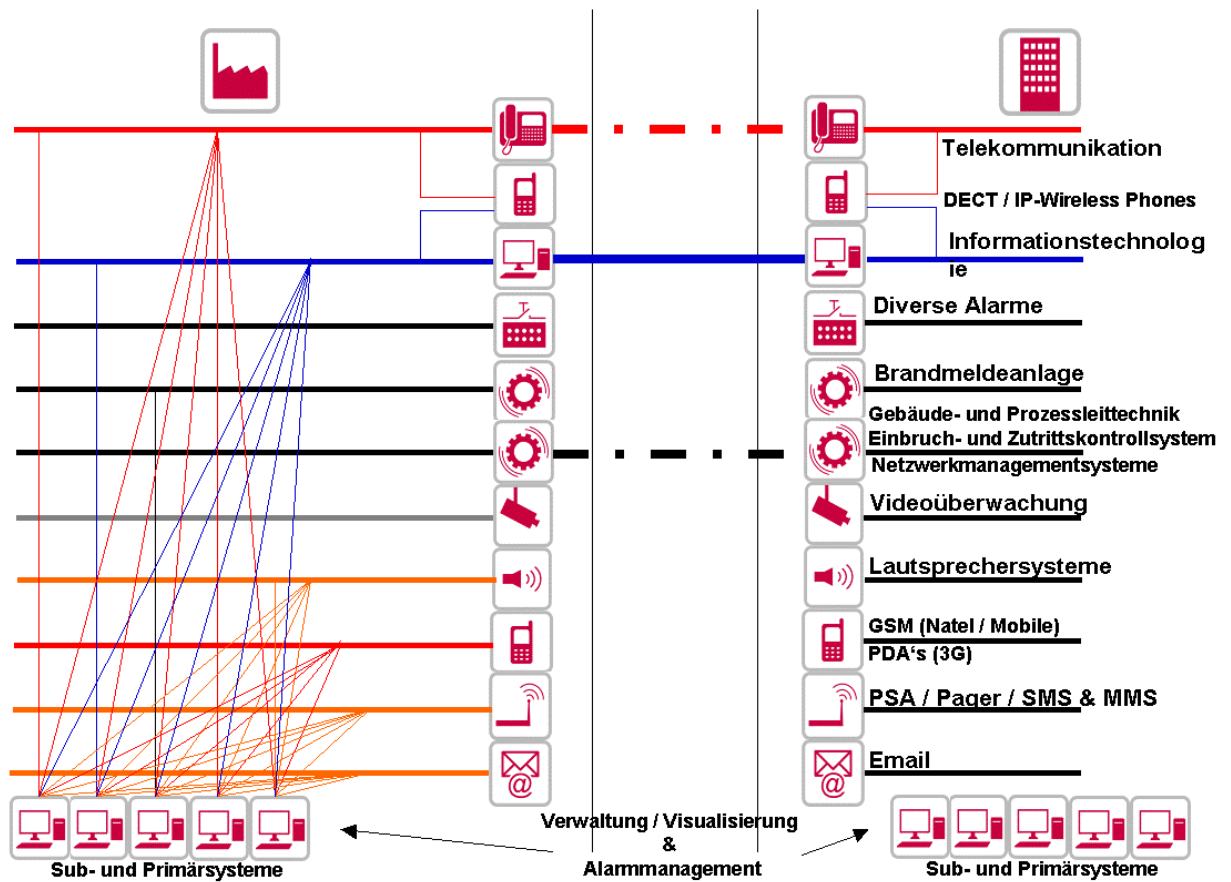 Telekommunikation
DECT / IP-Wireless Phones
Informationstechnolog
ie
Diverse Alarme
Brandmeldeanlage
Gebäude- und Prozessleittechnik
Einbruch- und Zutrittskontrollsystem
Netzwerkmanagementsysteme
Videoüberwachung
Lautsprechersysteme
GSM (Natel / Mobile)
PDA‘s (3G)
PSA / Pager / SMS & MMS
Email
@
@
Verwaltung / Visualisierung
&
Alarmmanagement
Sub- und Primärsysteme
Sub- und Primärsysteme